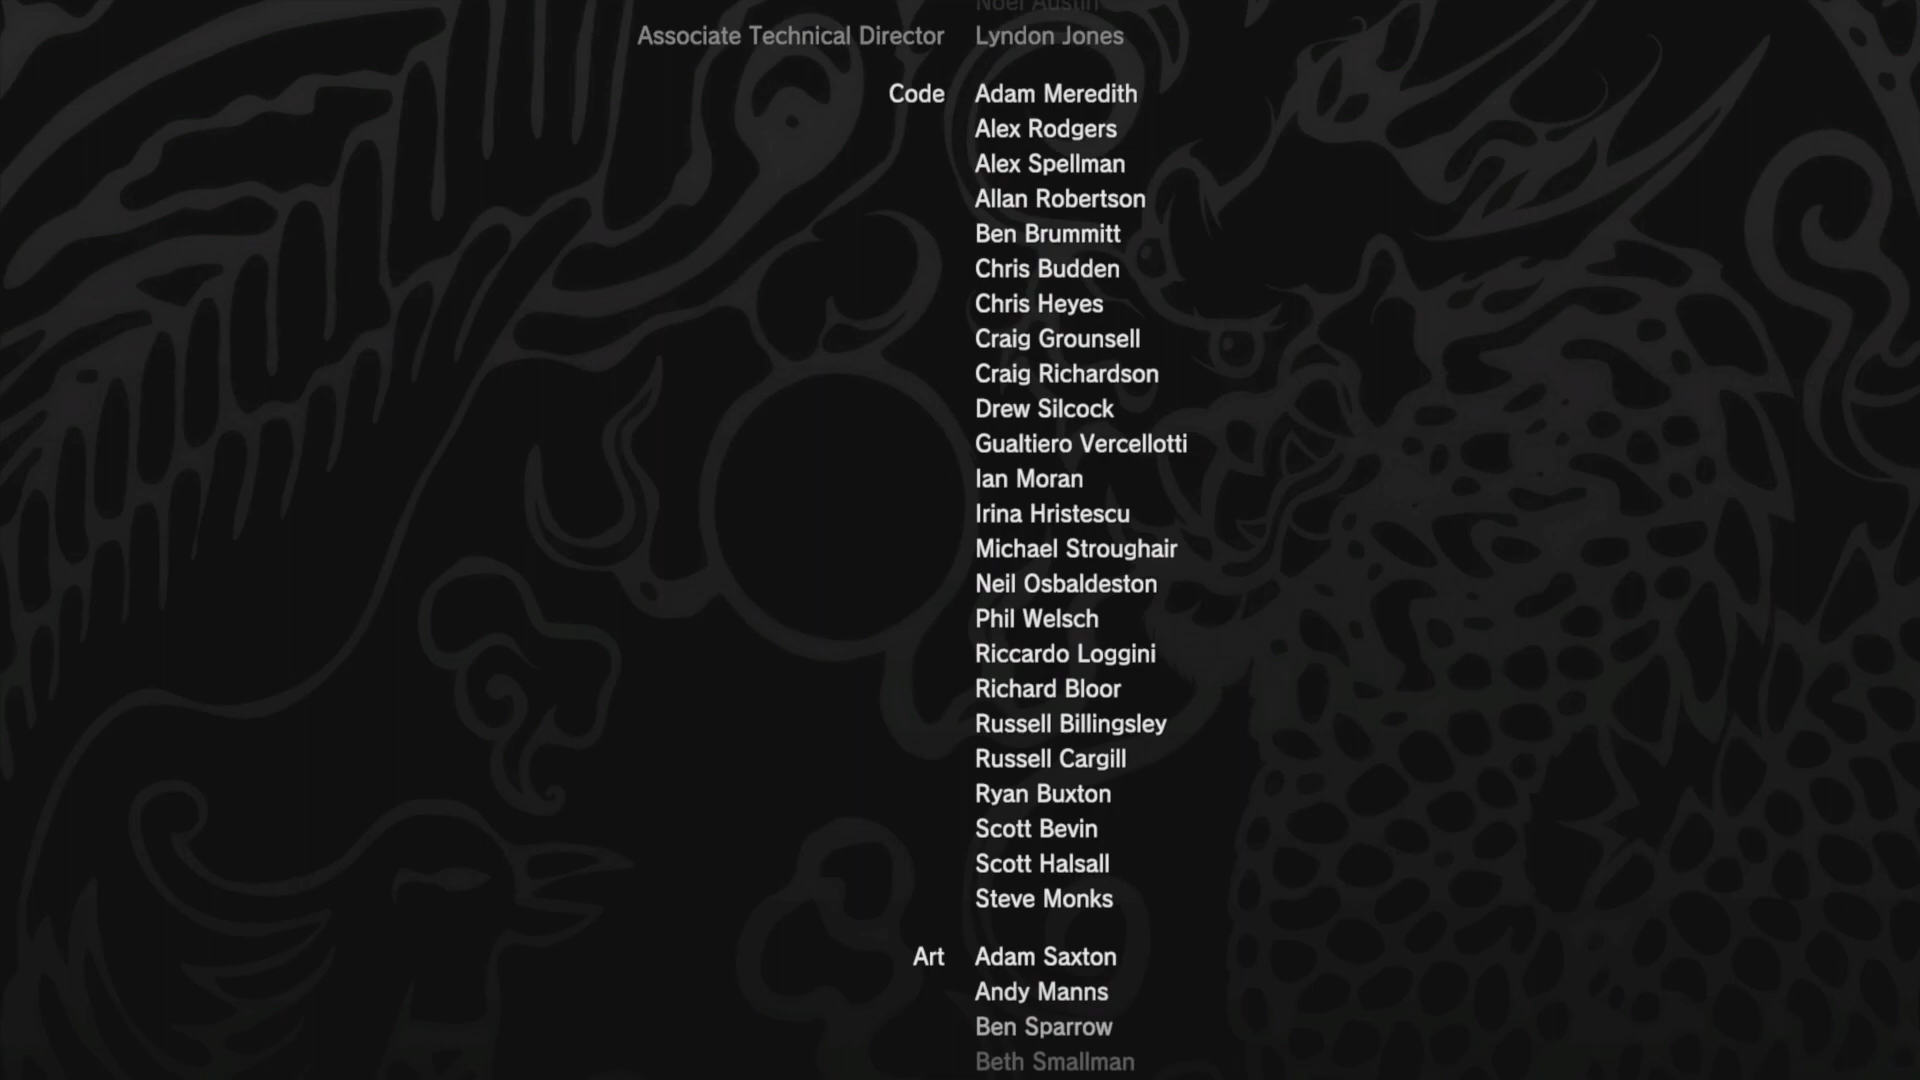 Noel Austin
Associate Technical Director Lyndon Jones
Code Adam Meredith
Alex Rodgers
Alex Spellman
Allan Robertson
Ben Brummitt
Chris Budden
Chris Heyes
Craig Grounsell
Craig Richardson
Drew Silcock
Gualtiero Vercellotti
Ian Moran
Irina Hristescu
Michael Stroughair
Neil Osbaldeston
Phil Welsch
Riccardo Loggini
Richard Bloor
Russell Billingsley
Russell Cargill
Ryan Buxton
Scott Bevin
Scott Halsall
Steve Monks
Art Adam Saxton
Andy Manns
Ben Sparrow
Beth Smallman